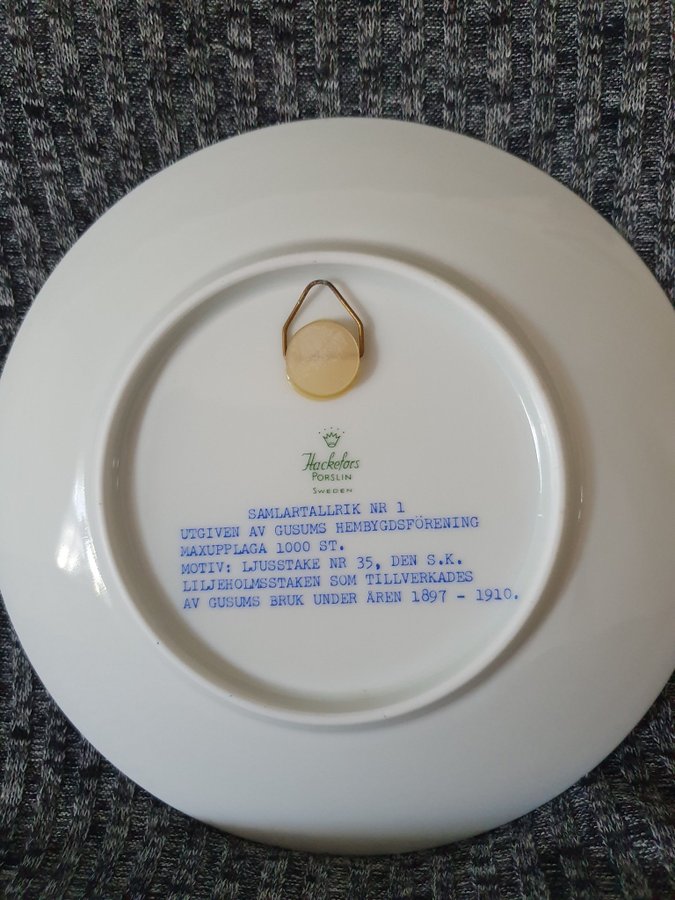 Hackefors
PORSLIN
SWEDEN
SAMLARTALLRIK NR 1
UTGIVEN AV GUSUMS HEMBYGDSFÖRENING
MAXUPPLAGA 1000 ST.
MOTIV: LJUSSTAKE NR 35, DEN S.K.
LILJEHOLMSSTAKEN SOM TILLVERKADES
AV GUSUMS BRUK UNDER ÅREN 1897 - 1910.